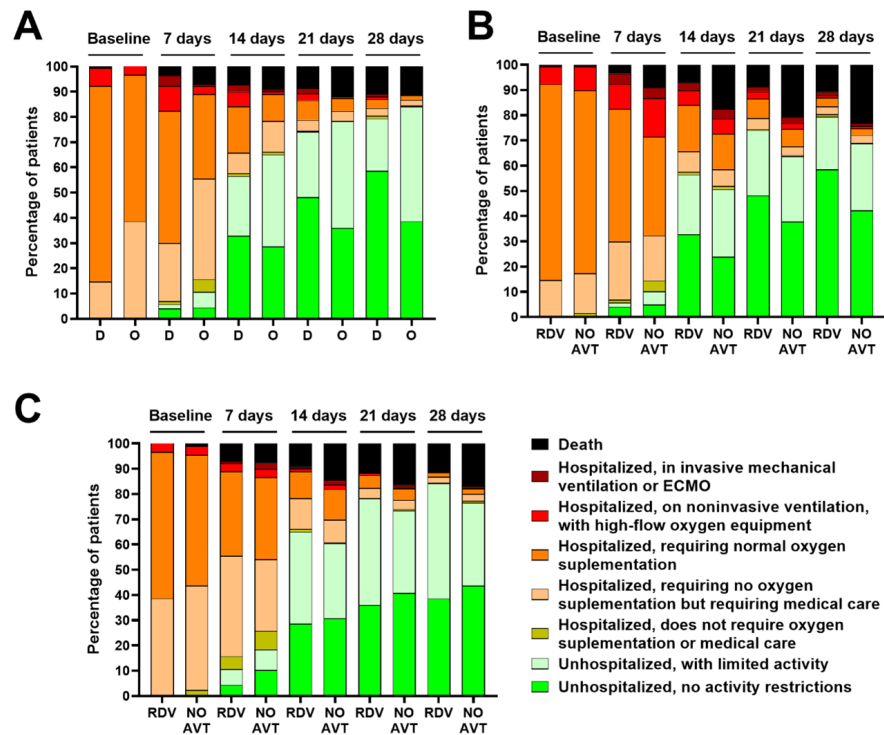 A
Baseline 7 days 14 days 21 days 28 days
Percentage of patients
100
90
80
70
60
50
40
30
20
10
0
D O D O D O D O D O
B
Baseline 7 days 14 days 21 days 28 days
Percentage of patients
100
90
80
70
60
50
40
30
20
10
0
RDV NO RDV NO RDV NO RDV NO RDV NO
AVT AVT AVT AVT AVT
C
Baseline 7 days 14 days 21 days 28 days
Percentage of patients
100
90
80
70
60
50
40
30
20
10
0
RDV NO RDV NO RDV NO RDV NO RDV NO
AVT AVT AVT AVT AVT
Death
Hospitalized, in invasive mechanical
ventilation or ECMO
Hospitalized, on noninvasive ventilation,
with high-flow oxygen equipment
Hospitalized, requiring normal oxygen
suplementation
Hospitalized, requiring no oxygen
suplementation but requiring medical care
Hospitalized, does not require oxygen
suplementation or medical care
Unhospitalized, with limited activity
Unhospitalized, no activity restrictions